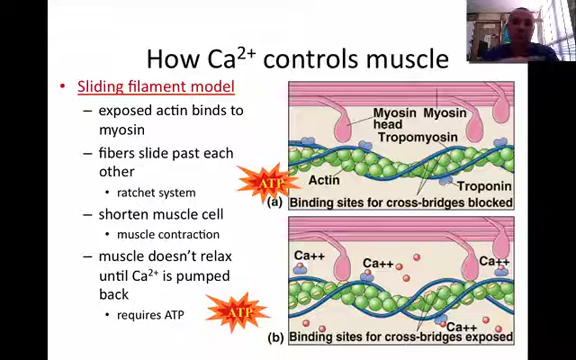 How Ca2+ controls muscle
• Sliding filament model
– exposed actin binds to
myosin
– fibers slide past each
other
• ratchet system
– shorten muscle cell
• muscle contraction
– muscle doesn't relax
until Ca2+ is pumped
back
• requires ATP
ATP
ATP
Myosin Myosin
head
Tropomyosin
Actin
Troponin
(a) Binding sites for cross-bridges blocked
Ca++
Ca++
Ca++
Ca++
(b) Binding sites for cross-bridges exposed